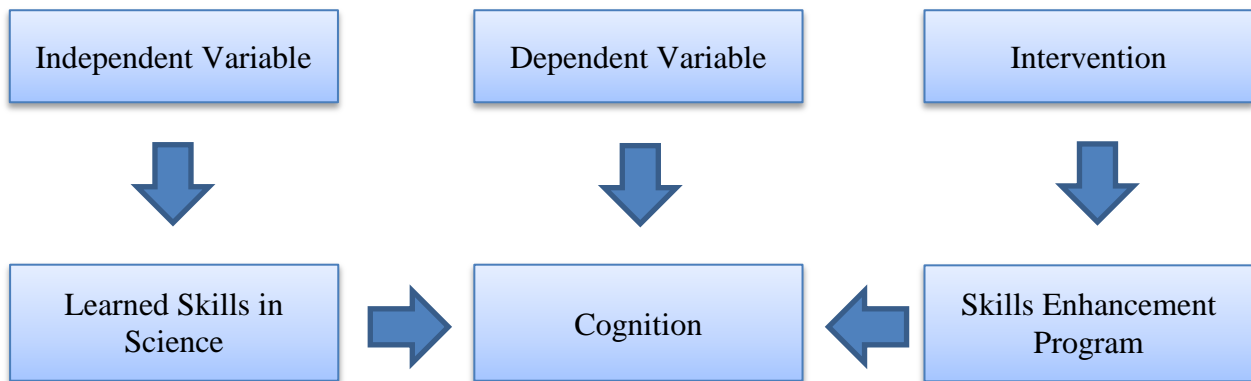 Independent Variable
Dependent Variable
Intervention
Learned Skills in
Science
Cognition
Skills Enhancement
Program